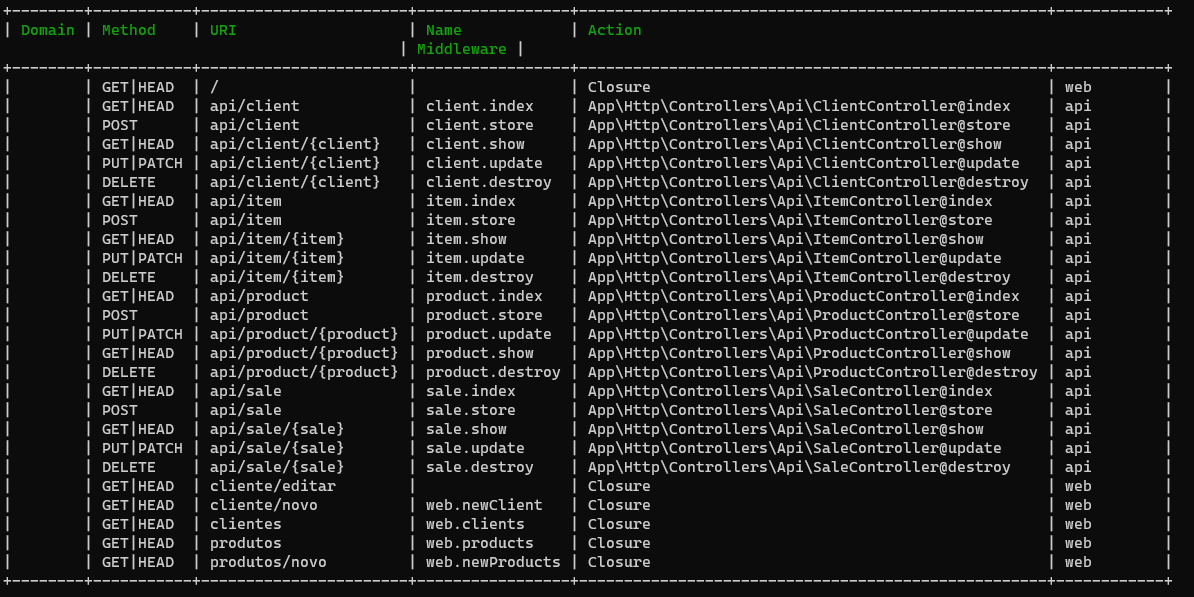 +--------+-----------+-----------------------+-----------------+----------------------------------------------------+------------+
| Domain | Method    | URI                   | Name            | Action
                                            | Middleware |
+--------+-----------+-----------------------+-----------------+----------------------------------------------------+------------+
|        | GET|HEAD  | /                     |                 | Closure                                            | web        |
|        | GET|HEAD  | api/client            | client.index    | App\Http\Controllers\Api\ClientController@index    | api        |
|        | POST      | api/client            | client.store    | App\Http\Controllers\Api\ClientController@store    | api        |
|        | GET|HEAD  | api/client/{client}   | client.show     | App\Http\Controllers\Api\ClientController@show     | api        |
|        | PUT|PATCH | api/client/{client}   | client.update   | App\Http\Controllers\Api\ClientController@update   | api        |
|        | DELETE    | api/client/{client}   | client.destroy  | App\Http\Controllers\Api\ClientController@destroy  | api        |
|        | GET|HEAD  | api/item              | item.index      | App\Http\Controllers\Api\ItemController@index      | api        |
|        | POST      | api/item              | item.store      | App\Http\Controllers\Api\ItemController@store      | api        |
|        | GET|HEAD  | api/item/{item}       | item.show       | App\Http\Controllers\Api\ItemController@show       | api        |
|        | PUT|PATCH | api/item/{item}       | item.update     | App\Http\Controllers\Api\ItemController@update     | api        |
|        | DELETE    | api/item/{item}       | item.destroy    | App\Http\Controllers\Api\ItemController@destroy    | api        |
|        | GET|HEAD  | api/product           | product.index   | App\Http\Controllers\Api\ProductController@index   | api        |
|        | POST      | api/product           | product.store   | App\Http\Controllers\Api\ProductController@store   | api        |
|        | PUT|PATCH | api/product/{product} | product.update  | App\Http\Controllers\Api\ProductController@update  | api        |
|        | GET|HEAD  | api/product/{product} | product.show    | App\Http\Controllers\Api\ProductController@show    | api        |
|        | DELETE    | api/product/{product} | product.destroy | App\Http\Controllers\Api\ProductController@destroy | api        |
|        | GET|HEAD  | api/sale              | sale.index      | App\Http\Controllers\Api\SaleController@index      | api        |
|        | POST      | api/sale              | sale.store      | App\Http\Controllers\Api\SaleController@store      | api        |
|        | GET|HEAD  | api/sale/{sale}       | sale.show       | App\Http\Controllers\Api\SaleController@show       | api        |
|        | PUT|PATCH | api/sale/{sale}       | sale.update     | App\Http\Controllers\Api\SaleController@update     | api        |
|        | DELETE    | api/sale/{sale}       | sale.destroy    | App\Http\Controllers\Api\SaleController@destroy    | api        |
|        | GET|HEAD  | cliente/editar        |                 | Closure                                            | web        |
|        | GET|HEAD  | cliente/novo          | web.newClient   | Closure                                            | web        |
|        | GET|HEAD  | clientes              | web.clients     | Closure                                            | web        |
|        | GET|HEAD  | produtos              | web.products    | Closure                                            | web        |
|        | GET|HEAD  | produtos/novo         | web.newProducts | Closure                                            | web        |
+--------+-----------+-----------------------+-----------------+----------------------------------------------------+------------+